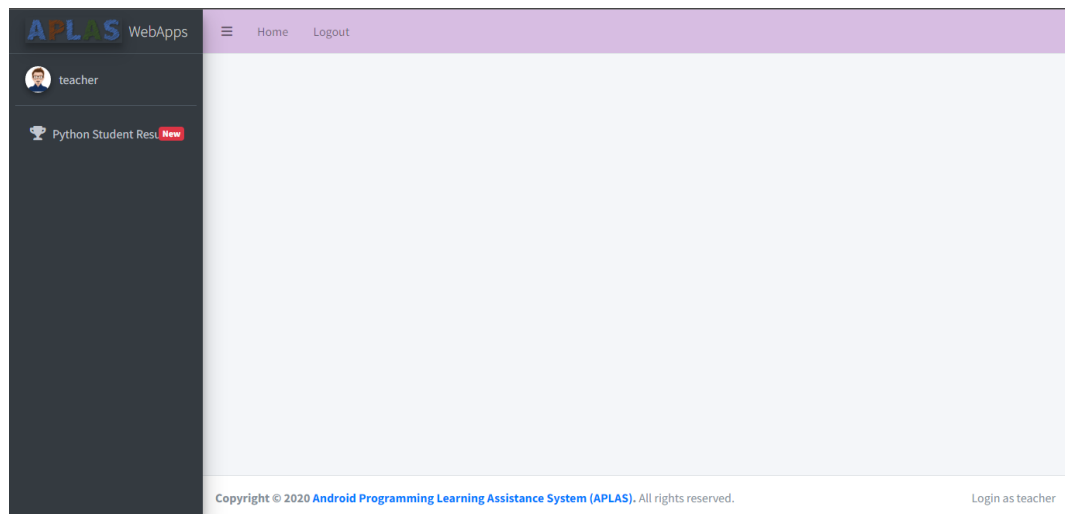 APLAS WebApps
Home Logout
teacher
Python Student Resu New
Copyright © 2020 Android Programming Learning Assistance System (APLAS). All rights reserved.
Login as teacher